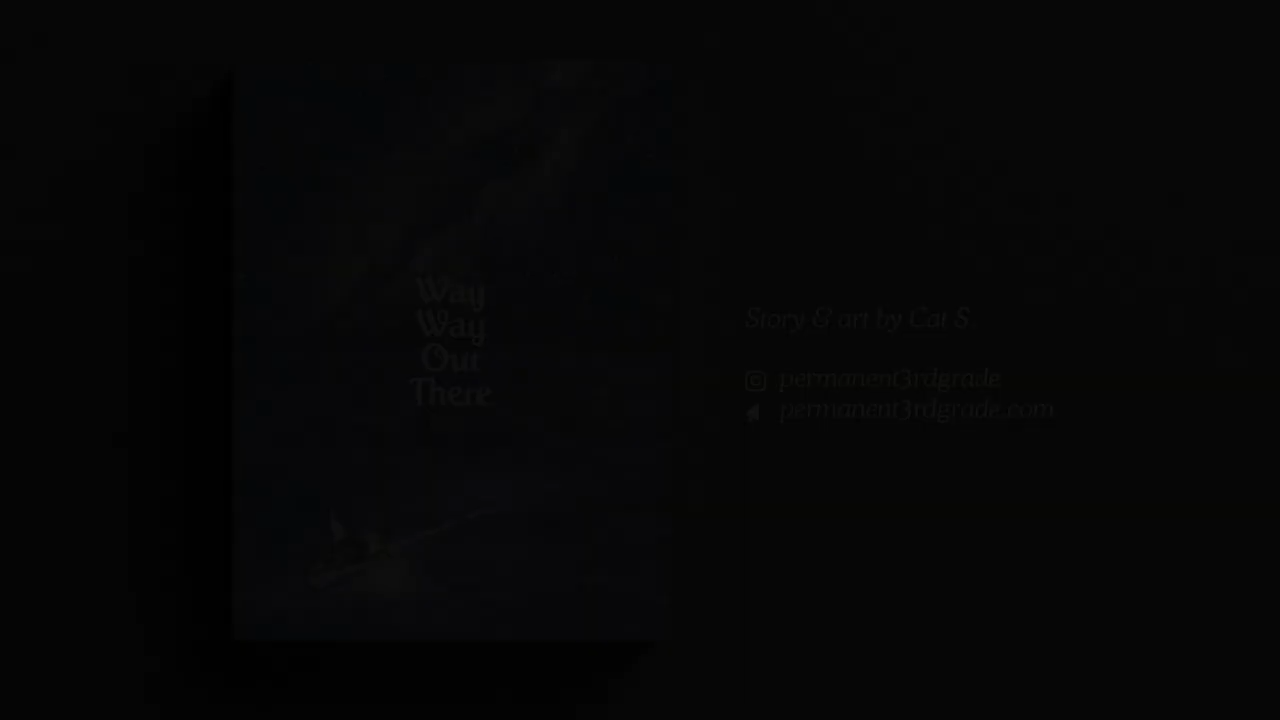 Way
Way
Out
There
Story & art by Cat S.
permanent3rdgrade
permanent3rdgrade.com